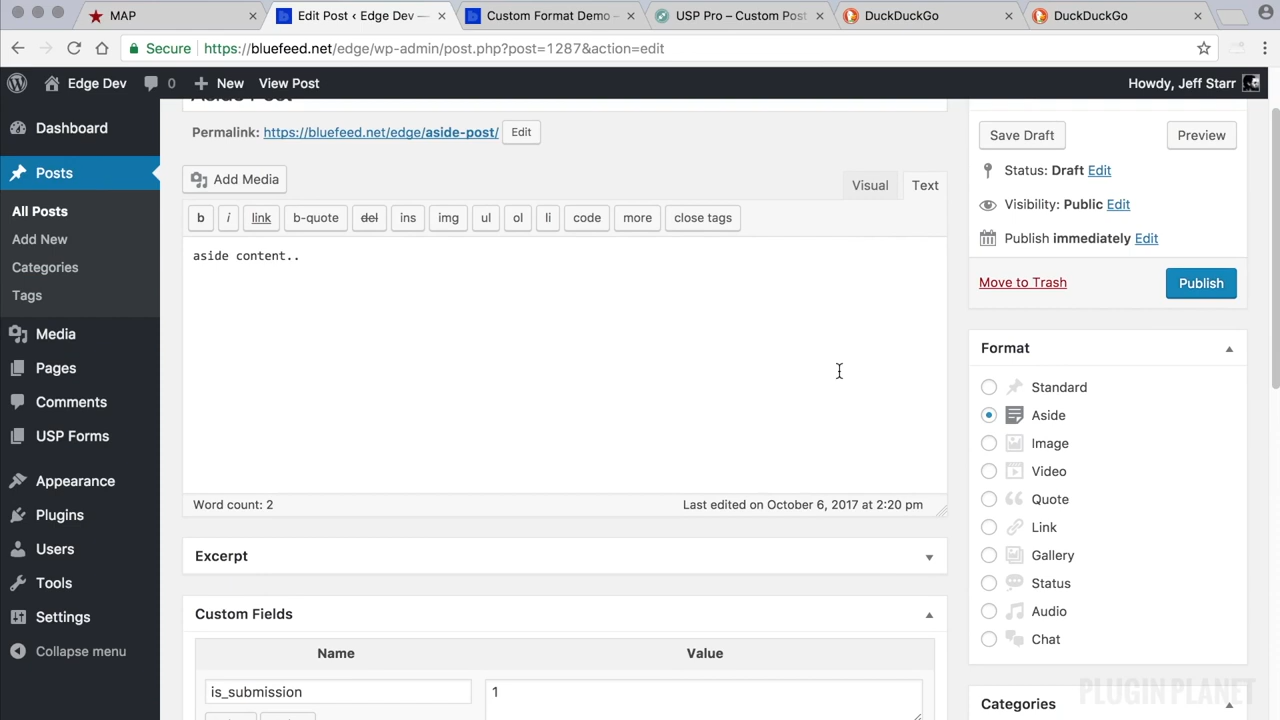 MAP
Edit Post ‹ Edge Dev —
Custom Format Demo –
USP Pro – Custom Post
DuckDuckGo
DuckDuckGo
Secure
https://bluefeed.net/edge/wp-admin/post.php?post=1287&action=edit
Edge Dev
0
New
View Post
Howdy, Jeff Starr
Dashboard
Posts
All Posts
Add New
Categories
Tags
Media
Pages
Comments
USP Forms
Appearance
Plugins
Users
Tools
Settings
Collapse menu
Aside Post
Permalink: https://bluefeed.net/edge/aside-post/ Edit
Add Media
Visual
Text
b
i
link
b-quote
del
ins
img
ul
ol
li
code
more
close tags
aside content..
Word count: 2
Last edited on October 6, 2017 at 2:20 pm
Excerpt
Custom Fields
Name
Value
is_submission
1
Save Draft
Preview
Status: Draft Edit
Visibility: Public Edit
Publish immediately Edit
Move to Trash
Publish
Format
Standard
Aside
Image
Video
Quote
Link
Gallery
Status
Audio
Chat
Categories
PLUGIN PLANET